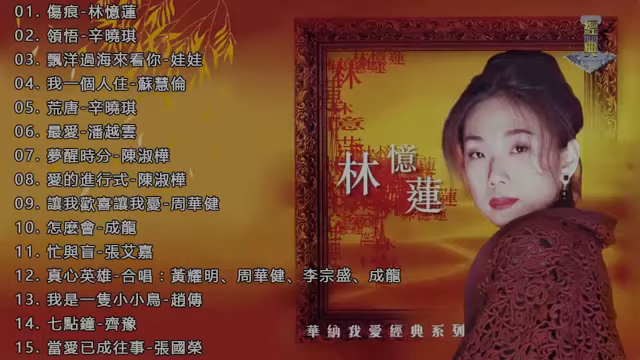 01. 傷痕-林憶蓮
02. 領悟-辛曉琪
03. 飄洋過海來看你-娃娃
04. 我一個人住-蘇慧倫
05. 荒唐-辛曉琪
06. 最愛-潘越雲
07. 夢醒時分-陳淑樺
08. 愛的進行式-陳淑樺
09. 讓我歡喜讓我憂-周華健
10. 怎麼會-成龍
11. 忙與盲-張艾嘉
12. 真心英雄-合唱：黃耀明、周華健、李宗盛、成龍
13. 我是一隻小小鳥-趙傳
14. 七點鐘-齊豫
15. 當愛已成往事-張國榮
經典
林憶蓮
華納我愛經典系列